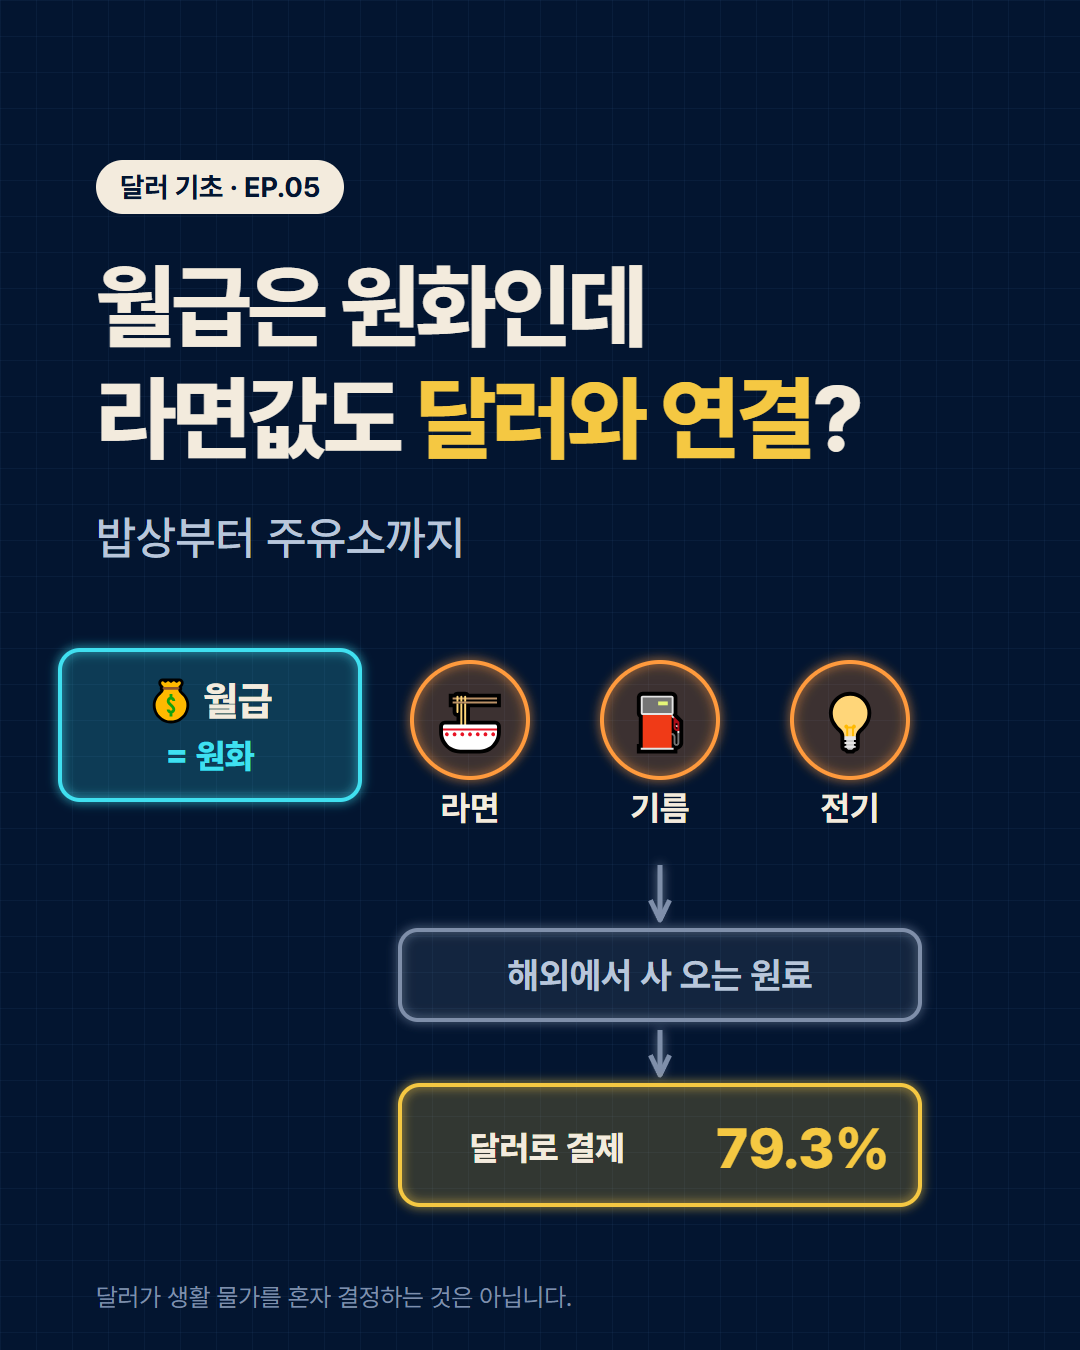 달러 기초 · EP.05
월급은 원화인데
라면값도 달러와 연결?
밥상부터 주유소까지
월급
= 원화
라면
기름
전기
해외에서 사 오는 원료
달러로 결제 79.3%
달러가 생활 물가를 혼자 결정하는 것은 아닙니다.